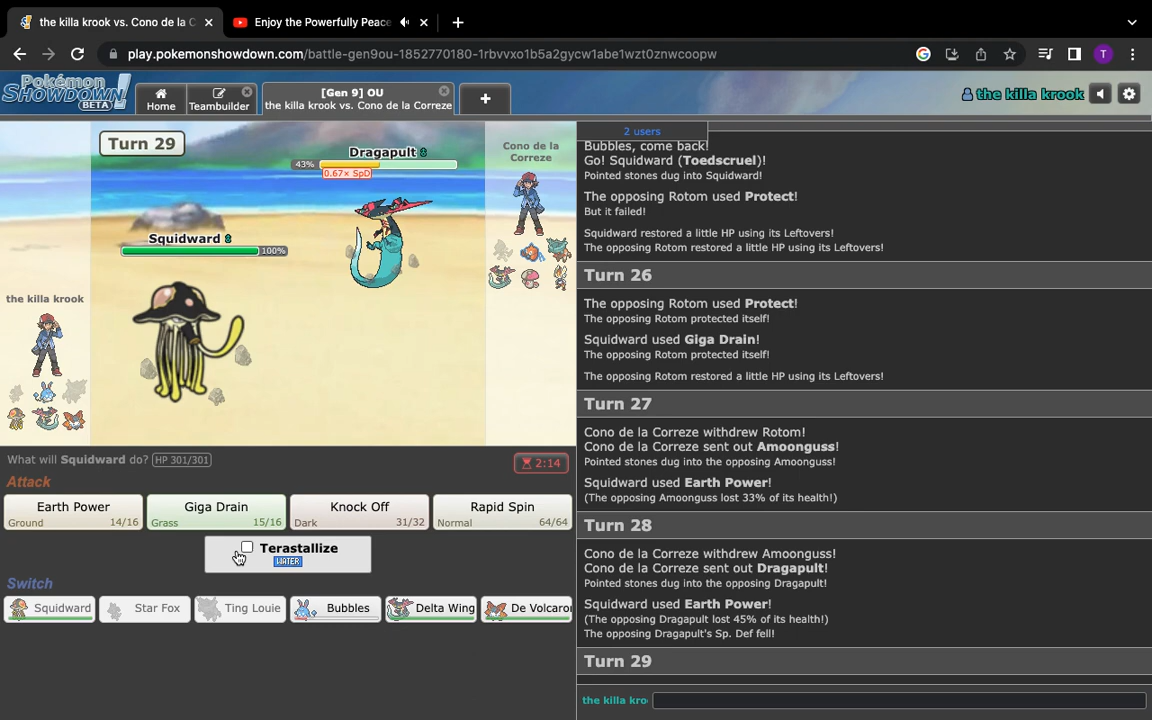 the killa krook vs. Cono de la C
Enjoy the Powerfully Peace
play.pokemonshowdown.com/battle-gen9ou-1852770180-1rbvvxo1b5a2gycw1abe1wzt0znwcoopw
T
Pokémon
SHOWDOWN!
BETA
Home
Teambuilder
[Gen 9] OU
the killa krook vs. Cono de la Correze
the killa krook
Turn 29
Dragapult
43%
0.67× SpD
Squidward
100%
Cono de la
Correze
the killa krook
What will Squidward do? HP 301/301
2:14
Attack
Earth Power
Ground 14/16
Giga Drain
Grass 15/16
Knock Off
Dark 31/32
Rapid Spin
Normal 64/64
Terastallize
WATER
Switch
Squidward
Star Fox
Ting Louie
Bubbles
Delta Wing
De Volcaron
2 users
Bubbles, come back!
Go! Squidward (Toedscruel)!
Pointed stones dug into Squidward!
The opposing Rotom used Protect!
But it failed!
Squidward restored a little HP using its Leftovers!
The opposing Rotom restored a little HP using its Leftovers!
Turn 26
The opposing Rotom used Protect!
The opposing Rotom protected itself!
Squidward used Giga Drain!
The opposing Rotom protected itself!
The opposing Rotom restored a little HP using its Leftovers!
Turn 27
Cono de la Correze withdrew Rotom!
Cono de la Correze sent out Amoonguss!
Pointed stones dug into the opposing Amoonguss!
Squidward used Earth Power!
(The opposing Amoonguss lost 33% of its health!)
Turn 28
Cono de la Correze withdrew Amoonguss!
Cono de la Correze sent out Dragapult!
Pointed stones dug into the opposing Dragapult!
Squidward used Earth Power!
(The opposing Dragapult lost 45% of its health!)
The opposing Dragapult's Sp. Def fell!
Turn 29
the killa kro